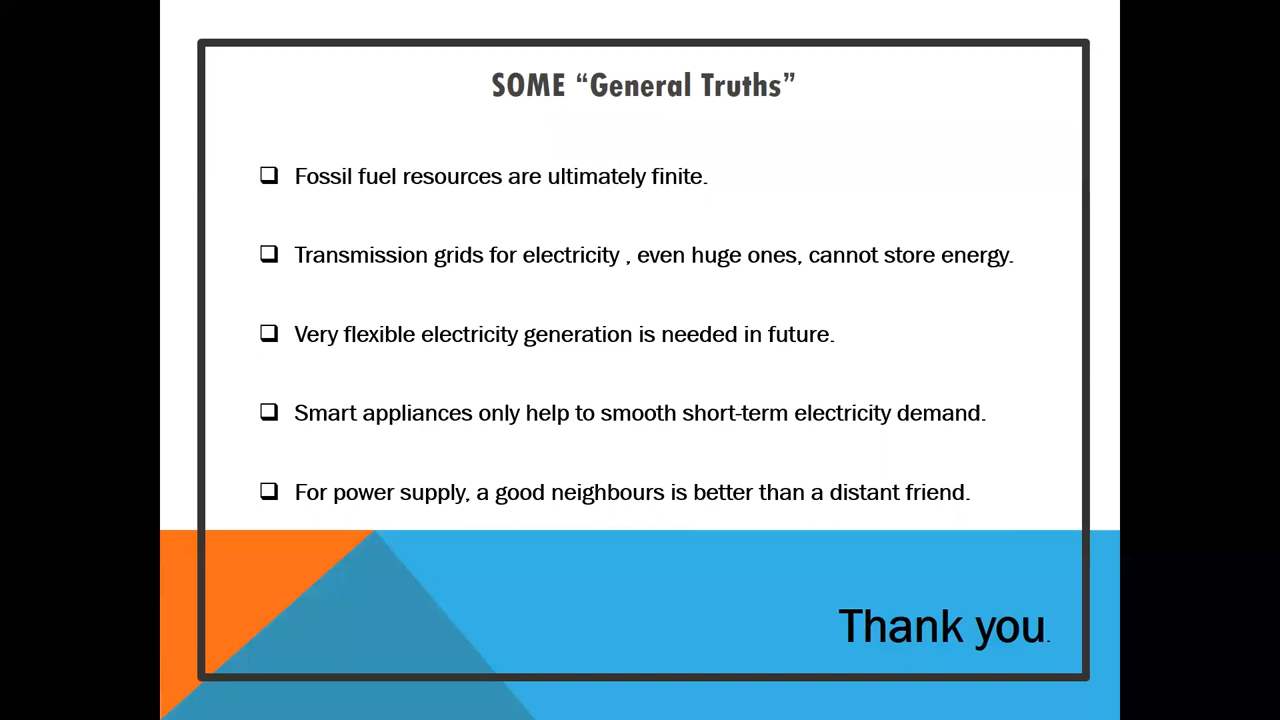 SOME “General Truths”
Fossil fuel resources are ultimately finite.
Transmission grids for electricity , even huge ones, cannot store energy.
Very flexible electricity generation is needed in future.
Smart appliances only help to smooth short-term electricity demand.
For power supply, a good neighbours is better than a distant friend.
Thank you.